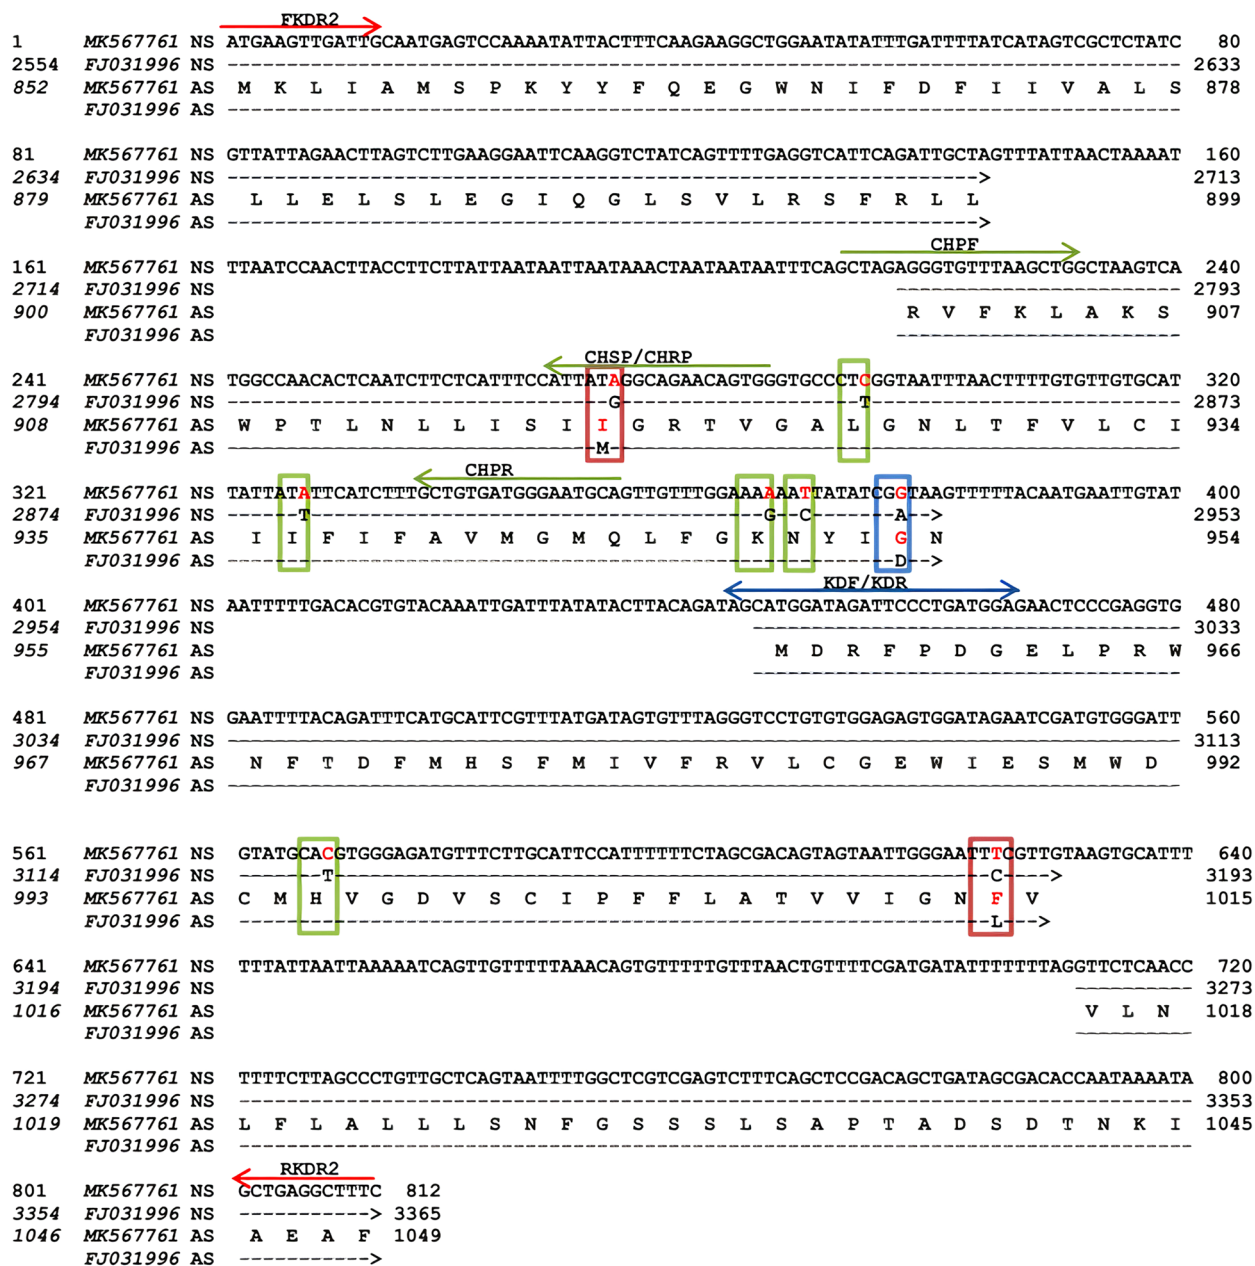 FKDR2
1 MK567761 NS ATGAAGTTGATTGCAATGAGTCCAAAATATTACTTTCAAGAAGGCTGGAATATATTTGATTTTATCATAGTCGCTCTATC 80
2554 FJ031996 NS -------------------------------------------------------------------------------- 2633
852 MK567761 AS M K L I A M S P K Y Y F Q E G W N I F D F I I V A L S 878
FJ031996 AS --------------------------------------------------------------------------------
81 MK567761 NS GTTATTAGAACTTAGTCTTGAAGGAATTCAAGGTCTATCAGTTTTGAGGTCATTCAGATTGCTAGTTTATTAACTAAAAT 160
2634 FJ031996 NS ---------------------------------------------------------------> 2713
879 MK567761 AS L L E L S L E G I Q G L S V L R S F R L L 899
FJ031996 AS --------------------------------------------------------------->
CHPF
161 MK567761 NS TTAATCCAACTTACCTTCTTATTAATAATTAATAAACTAATAATAATTTCAGCTAGAGGGTGTTTAAGCTGGCTAAGTCA 240
2714 FJ031996 NS ------------------------ 2793
900 MK567761 AS R V F K L A K S 907
FJ031996 AS ------------------------
CHSP/CHRP
241 MK567761 NS TGGCCAACACTCAATCTTCTCATTTCCATTATAGGCAGAACAGTGGGTGCCCTCGGTAATTTAACTTTTGTGTTGTGCAT 320
2794 FJ031996 NS --------------------------------G--------------------T-------------------------- 2873
908 MK567761 AS W P T L N L L I S I I G R T V G A L G N L T F V L C I 934
FJ031996 AS -------------------------------M------------------------------------------------
CHPR
321 MK567761 NS TATTATATTCATCTTTGCTGTGATGGGAATGCAGTTGTTTGGAAAAAATTATATCGGTAAGTTTTTACAATGAATTGTAT 400
2874 FJ031996 NS ------T--------------------------------------G--C-------A--> 2953
935 MK567761 AS I I F I F A V M G M Q L F G K N Y I G N 954
FJ031996 AS --------------------------------------------------------D-->
KDF/KDR
401 MK567761 NS AATTTTTGACACGTGTACAAATTGATTTATATACTTACAGATAGCATGGATAGATTCCCTGATGGAGAACTCCCGAGGTG 480
2954 FJ031996 NS ------------------------------------ 3033
955 MK567761 AS M D R F P D G E L P R W 966
FJ031996 AS ------------------------------------
481 MK567761 NS GAATTTTACAGATTTCATGCATTCGTTTATGATAGTGTTTAGGGTCCTGTGTGGAGAGTGGATAGAATCGATGTGGGATT 560
3034 FJ031996 NS -------------------------------------------------------------------------------- 3113
967 MK567761 AS N F T D F M H S F M I V F R V L C G E W I E S M W D 992
FJ031996 AS --------------------------------------------------------------------------------
561 MK567761 NS GTATGCACGTGGGAGATGTTTCTTGCATTCCATTTTTTCTAGCGACAGTAGTAATTGGGAATTTCGTTGTAAGTGCATTT 640
3114 FJ031996 NS -------T-------------------------------------------------------C----> 3193
993 MK567761 AS C M H V G D V S C I P F F L A T V V I G N F V 1015
FJ031996 AS ---------------------------------------------------------------L--->
641 MK567761 NS TTTATTAATTAAAAATCAGTTGTTTTTAAACAGTGTTTTTGTTTAACTGTTTTCGATGATATTTTTTTAGGTTCTCAACC 720
3194 FJ031996 NS ---------- 3273
1016 MK567761 AS V L N 1018
FJ031996 AS ----------
721 MK567761 NS TTTTCTTAGCCCTGTTGCTCAGTAATTTTGGCTCGTCGAGTCTTTCAGCTCCGACAGCTGATAGCGACACCAATAAAATA 800
3274 FJ031996 NS -------------------------------------------------------------------------------- 3353
1019 MK567761 AS L F L A L L L S N F G S S S L S A P T A D S D T N K I 1045
FJ031996 AS --------------------------------------------------------------------------------
RKDR2
801 MK567761 NS GCTGAGGCTTTC 812
3354 FJ031996 NS -----------> 3365
1046 MK567761 AS A E A F 1049
FJ031996 AS ----------->